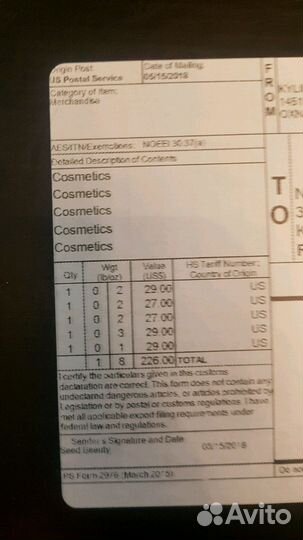 Origin Post Date of Mailing:
US Postal Service 05/15/2018
Category of Item:
Merchandise
FROM
KYLI
AES/ITN/Exemptions: NOEEI 30.37(a)
Detailed Description of Contents
Cosmetics
Cosmetics
Cosmetics
Cosmetics
Cosmetics
TO
Qty Wgt (lb/oz) Value (US$) HS Tariff Number; Country of Origin
1 0 2 29.00 US
1 0 2 27.00 US
1 0 2 27.00 US
1 0 3 29.00 US
1 0 1 29.00 US
1 8 226.00 TOTAL
I certify the particulars given in this customs
declaration are correct. This form does not contain any
undeclared dangerous articles, or articles prohibited by
Legislation or by postal or customs regulations. I have
met all applicable export filing requirements under
federal law and regulations.
Sender's Signature and Date
Seed Beauty 05/15/2018
PS Form 2976 (March 2015)
Do no
Avito